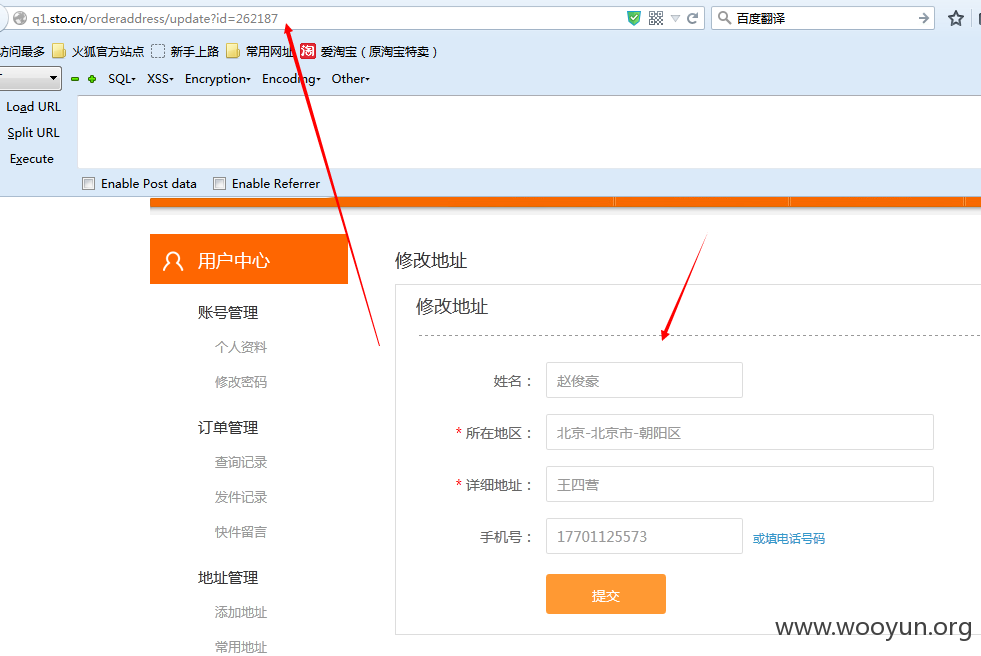 q1.sto.cn/orderaddress/update?id=262187
百度翻译
访问最多 火狐官方站点 新手上路 常用网址 淘 爱淘宝（原淘宝特卖）
SQL XSS Encryption Encoding Other
Load URL
Split URL
Execute
Enable Post data Enable Referrer
用户中心
账号管理
个人资料
修改密码
订单管理
查询记录
发件记录
快件留言
地址管理
添加地址
常用地址
修改地址
修改地址
姓名： 赵俊豪
* 所在地区： 北京-北京市-朝阳区
* 详细地址： 王四营
手机号： 17701125573 或填电话号码
提交
www.wooyun.org